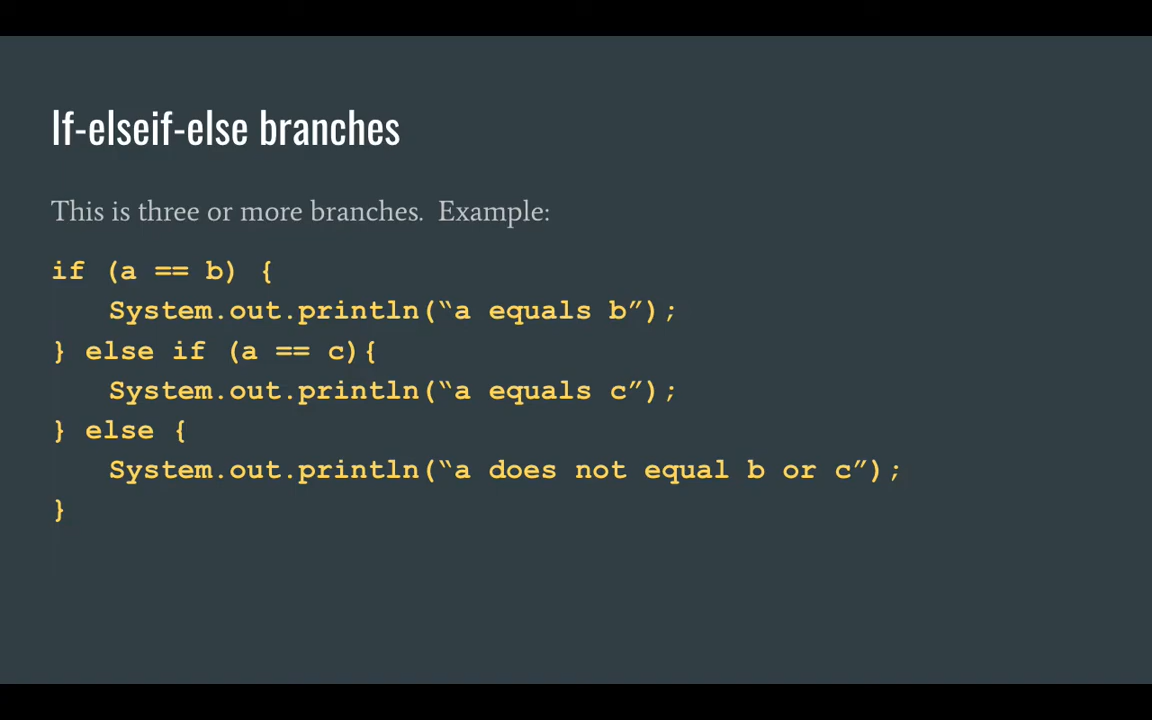 If-elseif-else branches
This is three or more branches.  Example:
if (a == b) {
System.out.println(“a equals b”);
} else if (a == c){
System.out.println(“a equals c”);
} else {
System.out.println(“a does not equal b or c”);
}